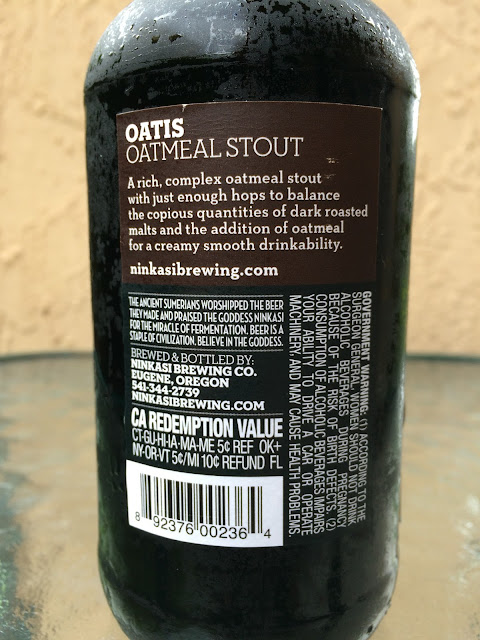 OATIS
OATMEAL STOUT
A rich, complex oatmeal stout
with just enough hops to balance
the copious quantities of dark roasted
malts and the addition of oatmeal
for a creamy smooth drinkability.
ninkasibrewing.com
THE ANCIENT SUMERIANS WORSHIPPED THE BEER
THEY MADE AND PRAISED THE GODDESS NINKASI
FOR THE MIRACLE OF FERMENTATION. BEER IS A
STAPLE OF CIVILIZATION. BELIEVE IN THE GODDESS.
BREWED & BOTTLED BY:
NINKASI BREWING CO.
EUGENE, OREGON
541-344-2739
NINKASIBREWING.COM
CA REDEMPTION VALUE
CT-GU-HI-IA-MA-ME 5¢ REF OK+
NY-OR-VT 5¢/MI 10¢ REFUND FL
8 92376 00236 4
GOVERNMENT WARNING: (1) ACCORDING TO THE
SURGEON GENERAL, WOMEN SHOULD NOT DRINK
ALCOHOLIC BEVERAGES DURING PREGNANCY
BECAUSE OF THE RISK OF BIRTH DEFECTS. (2)
CONSUMPTION OF ALCOHOLIC BEVERAGES IMPAIRS
YOUR ABILITY TO DRIVE A CAR OR OPERATE
MACHINERY, AND MAY CAUSE HEALTH PROBLEMS.